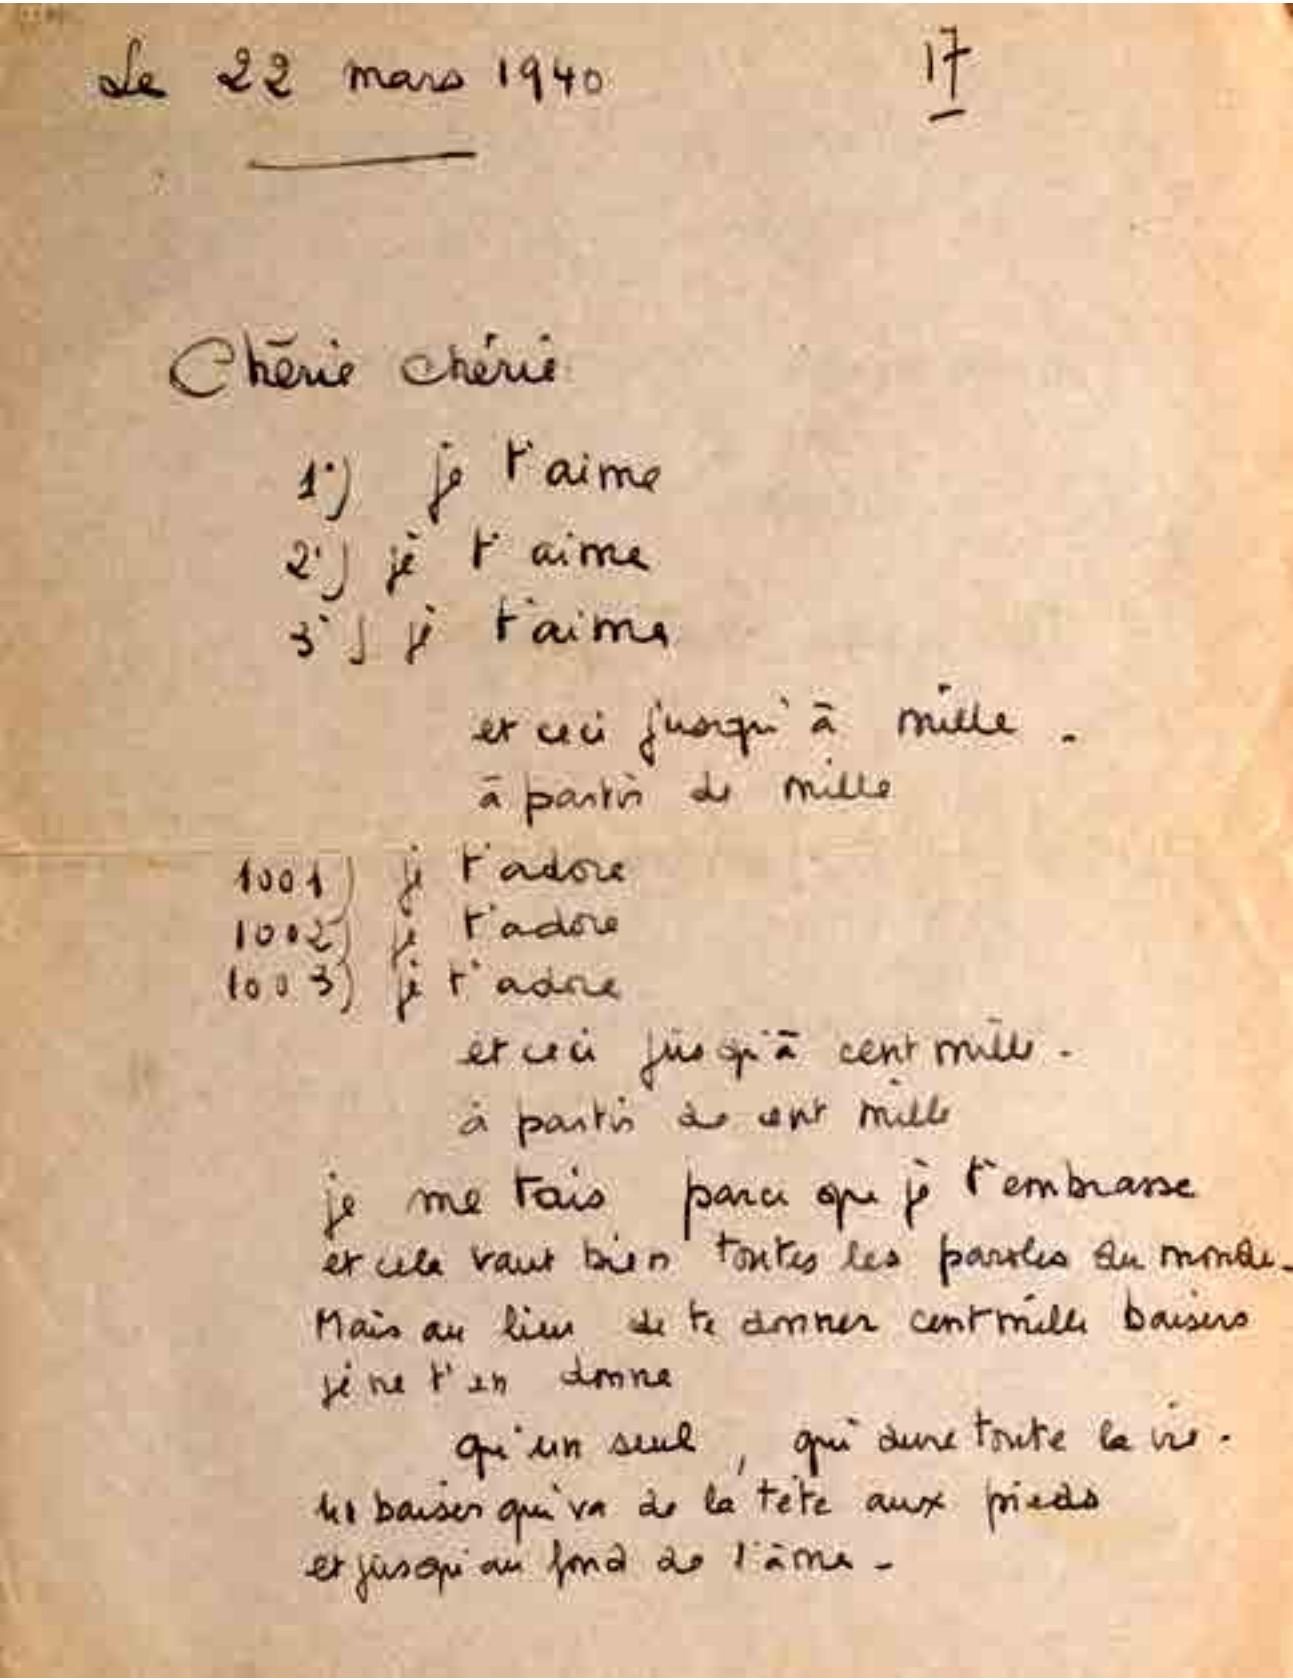 Le 22 mars 1940
17
Chérie chérie
1°) je t'aime
2°) je t'aime
3°) je t'aime
et ceci jusqu'à mille.
à partir de mille
1001) je t'adore
1002) je t'adore
1003) je t'adore
et ceci jusqu'à cent mille.
à partir de cent mille
je me tais parce que je t'embrasse
et cela vaut bien toutes les paroles du monde.
Mais au lieu de te donner cent mille baisers
je ne t'en donne
qu'un seul, qui dure toute la vie.
un baiser qui va de la tête aux pieds
et jusqu'au fond de l'âme.